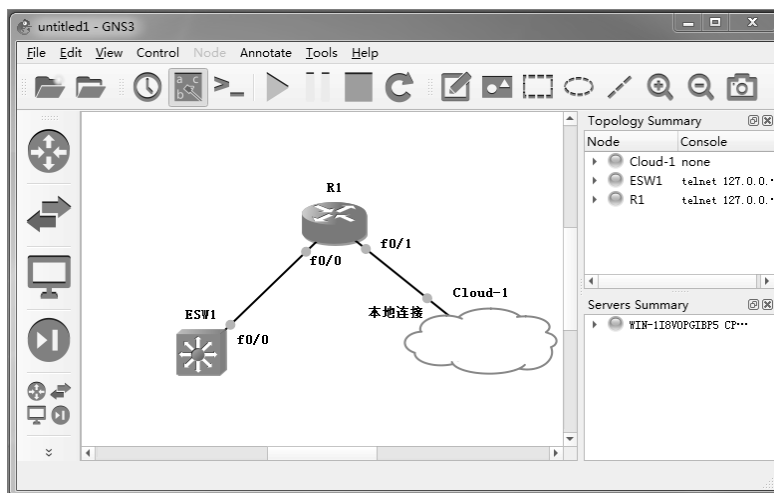 untitled1 - GNS3
File Edit View Control Node Annotate Tools Help
Topology Summary
Node Console
Cloud-1 none
ESW1 telnet 127.0.0.
R1 telnet 127.0.0.
R1
f0/0
f0/1
Cloud-1
本地连接
ESW1
f0/0
Servers Summary
WIN-1I8VOPGIBP5 CP…